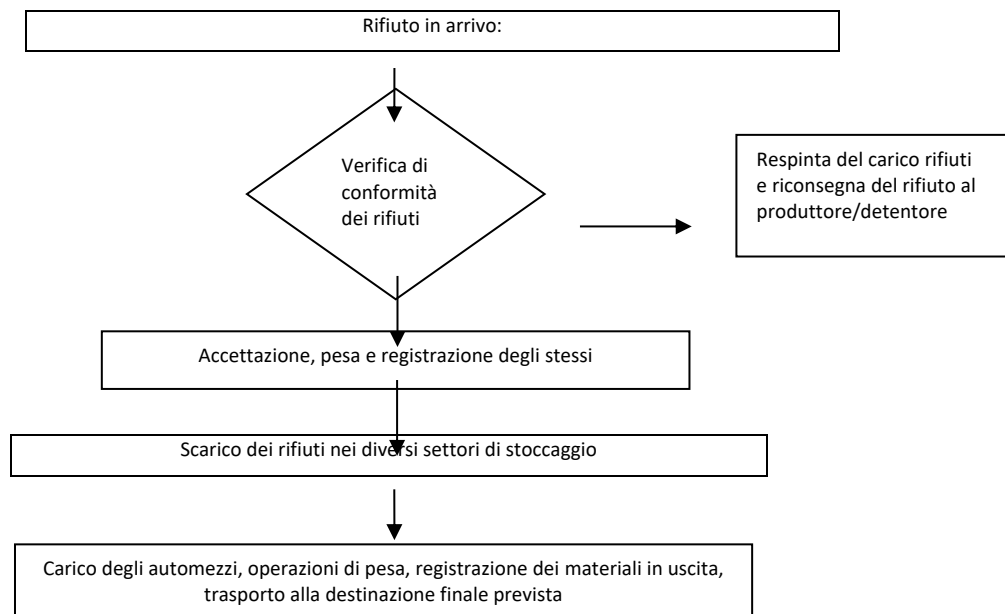 Rifiuto in arrivo:
Verifica di
conformità
dei rifiuti
Respinta del carico rifiuti
e riconsegna del rifiuto al
produttore/detentore
Accettazione, pesa e registrazione degli stessi
Scarico dei rifiuti nei diversi settori di stoccaggio
Carico degli automezzi, operazioni di pesa, registrazione dei materiali in uscita,
trasporto alla destinazione finale prevista